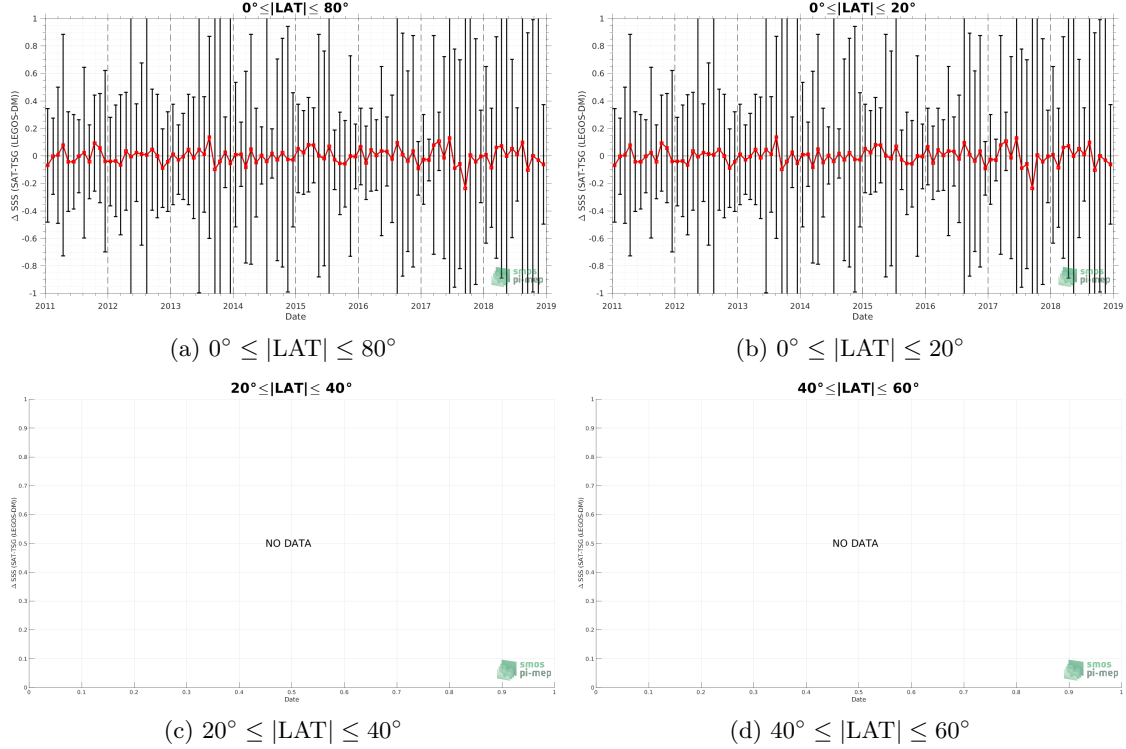 0°≤|LAT|≤ 80°
Δ SSS (SAT-TSG (LEGOS-DM))
1
0.8
0.6
0.4
0.2
0
-0.2
-0.4
-0.6
-0.8
-1
2011 2012 2013 2014 2015 2016 2017 2018 2019
Date
smos
pi-mep
(a) 0° ≤ |LAT| ≤ 80°
0°≤|LAT|≤ 20°
Δ SSS (SAT-TSG (LEGOS-DM))
1
0.8
0.6
0.4
0.2
0
-0.2
-0.4
-0.6
-0.8
-1
2011 2012 2013 2014 2015 2016 2017 2018 2019
Date
smos
pi-mep
(b) 0° ≤ |LAT| ≤ 20°
20°≤|LAT|≤ 40°
Δ SSS (SAT-TSG (LEGOS-DM))
1
0.9
0.8
0.7
0.6
0.5
0.4
0.3
0.2
0.1
0
NO DATA
0 0.1 0.2 0.3 0.4 0.5 0.6 0.7 0.8 0.9 1
Date
smos
pi-mep
(c) 20° ≤ |LAT| ≤ 40°
40°≤|LAT|≤ 60°
Δ SSS (SAT-TSG (LEGOS-DM))
1
0.9
0.8
0.7
0.6
0.5
0.4
0.3
0.2
0.1
0
NO DATA
0 0.1 0.2 0.3 0.4 0.5 0.6 0.7 0.8 0.9 1
Date
smos
pi-mep
(d) 40° ≤ |LAT| ≤ 60°